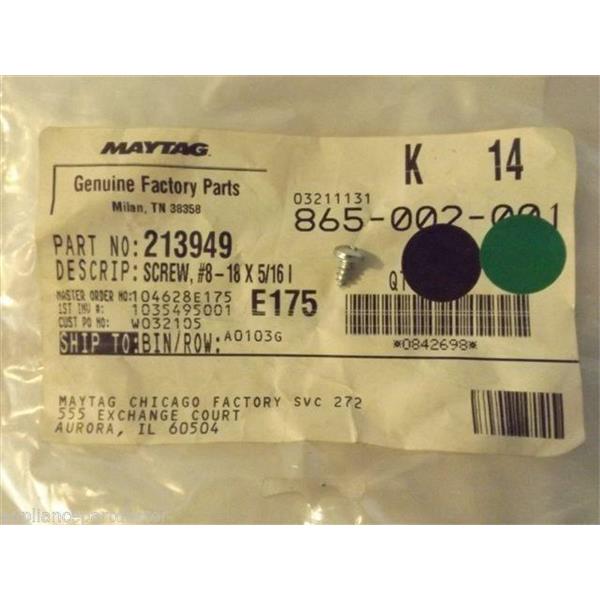 MAYTAG
K 14
Genuine Factory Parts
Milan, TN 38358
03211131
865-002-001
PART NO: 213949
DESCRIP: SCREW, #8-18 X 5/16 I
MASTER ORDER NO: 104628E175
E175
1ST INV #: 1035495001
CUST PO NO: W032105
SHIP TO: BIN/ROW: A0103G
*0842698*
MAYTAG CHICAGO FACTORY SVC 272
555 EXCHANGE COURT
AURORA, IL 60504